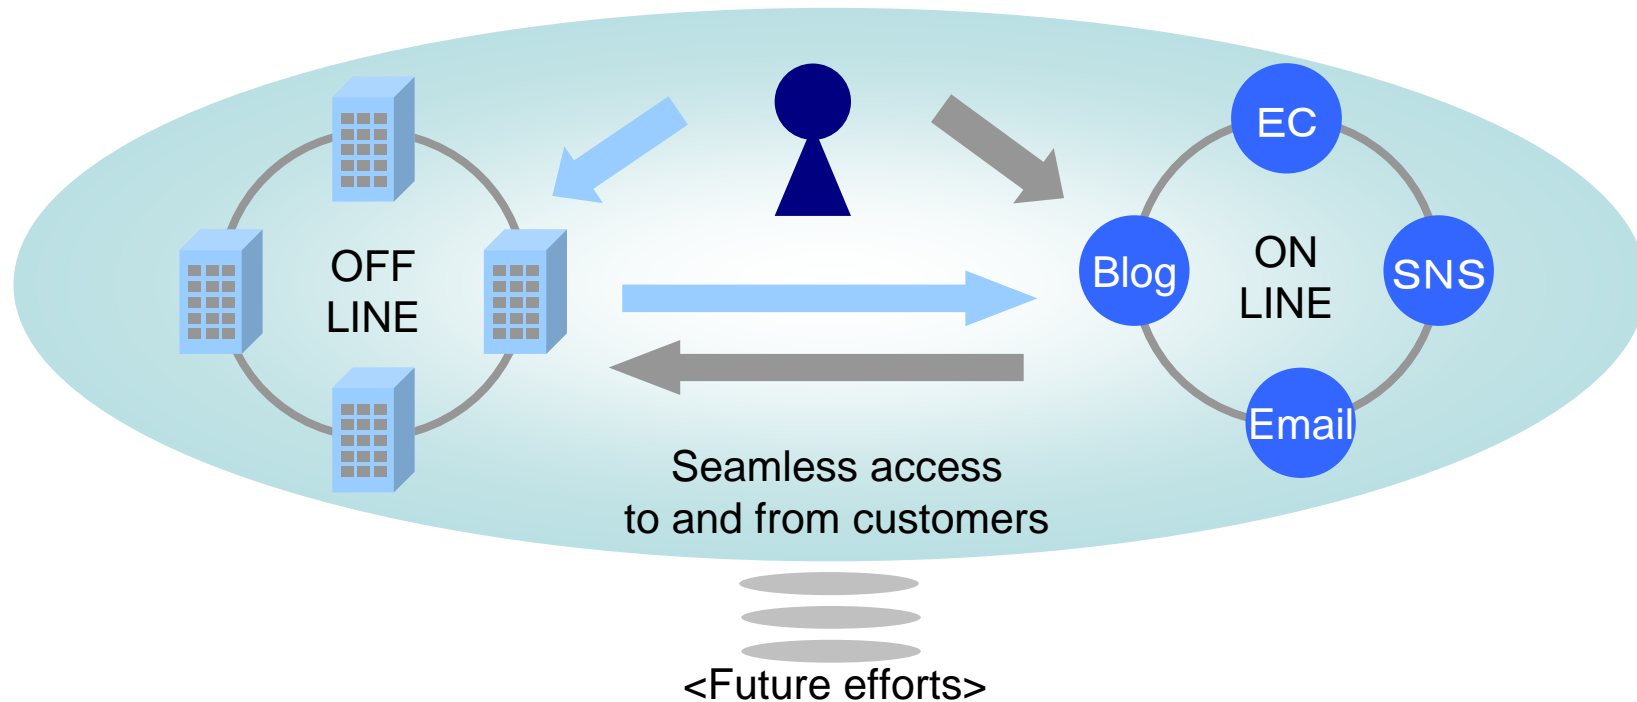 OFF
LINE
EC
Blog
ON
LINE
SNS
Email
Seamless access
to and from customers
<Future efforts>